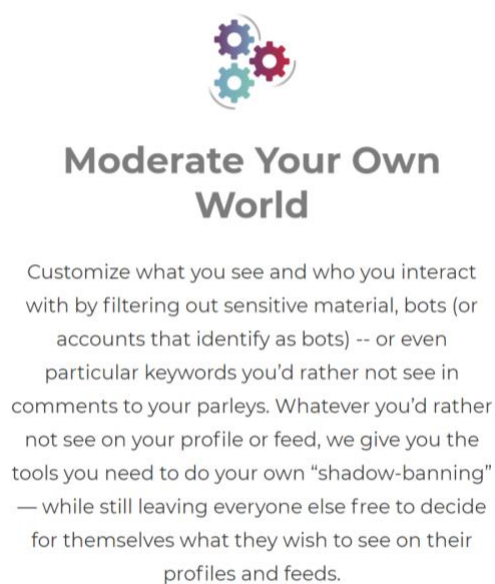 Moderate Your Own
World
Customize what you see and who you interact
with by filtering out sensitive material, bots (or
accounts that identify as bots) -- or even
particular keywords you'd rather not see in
comments to your parleys. Whatever you'd rather
not see on your profile or feed, we give you the
tools you need to do your own “shadow-banning”
— while still leaving everyone else free to decide
for themselves what they wish to see on their
profiles and feeds.